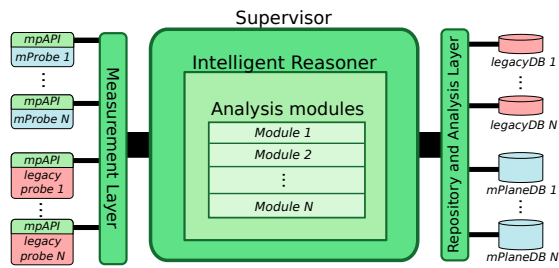 Supervisor
mpAPI
mProbe 1
⋮
mpAPI
mProbe N
mpAPI
legacy
probe 1
⋮
mpAPI
legacy
probe N
Measurement Layer
Intelligent Reasoner
Analysis modules
Module 1
Module 2
⋮
Module N
Repository and Analysis Layer
legacyDB 1
⋮
legacyDB N
mPlaneDB 1
⋮
mPlaneDB N